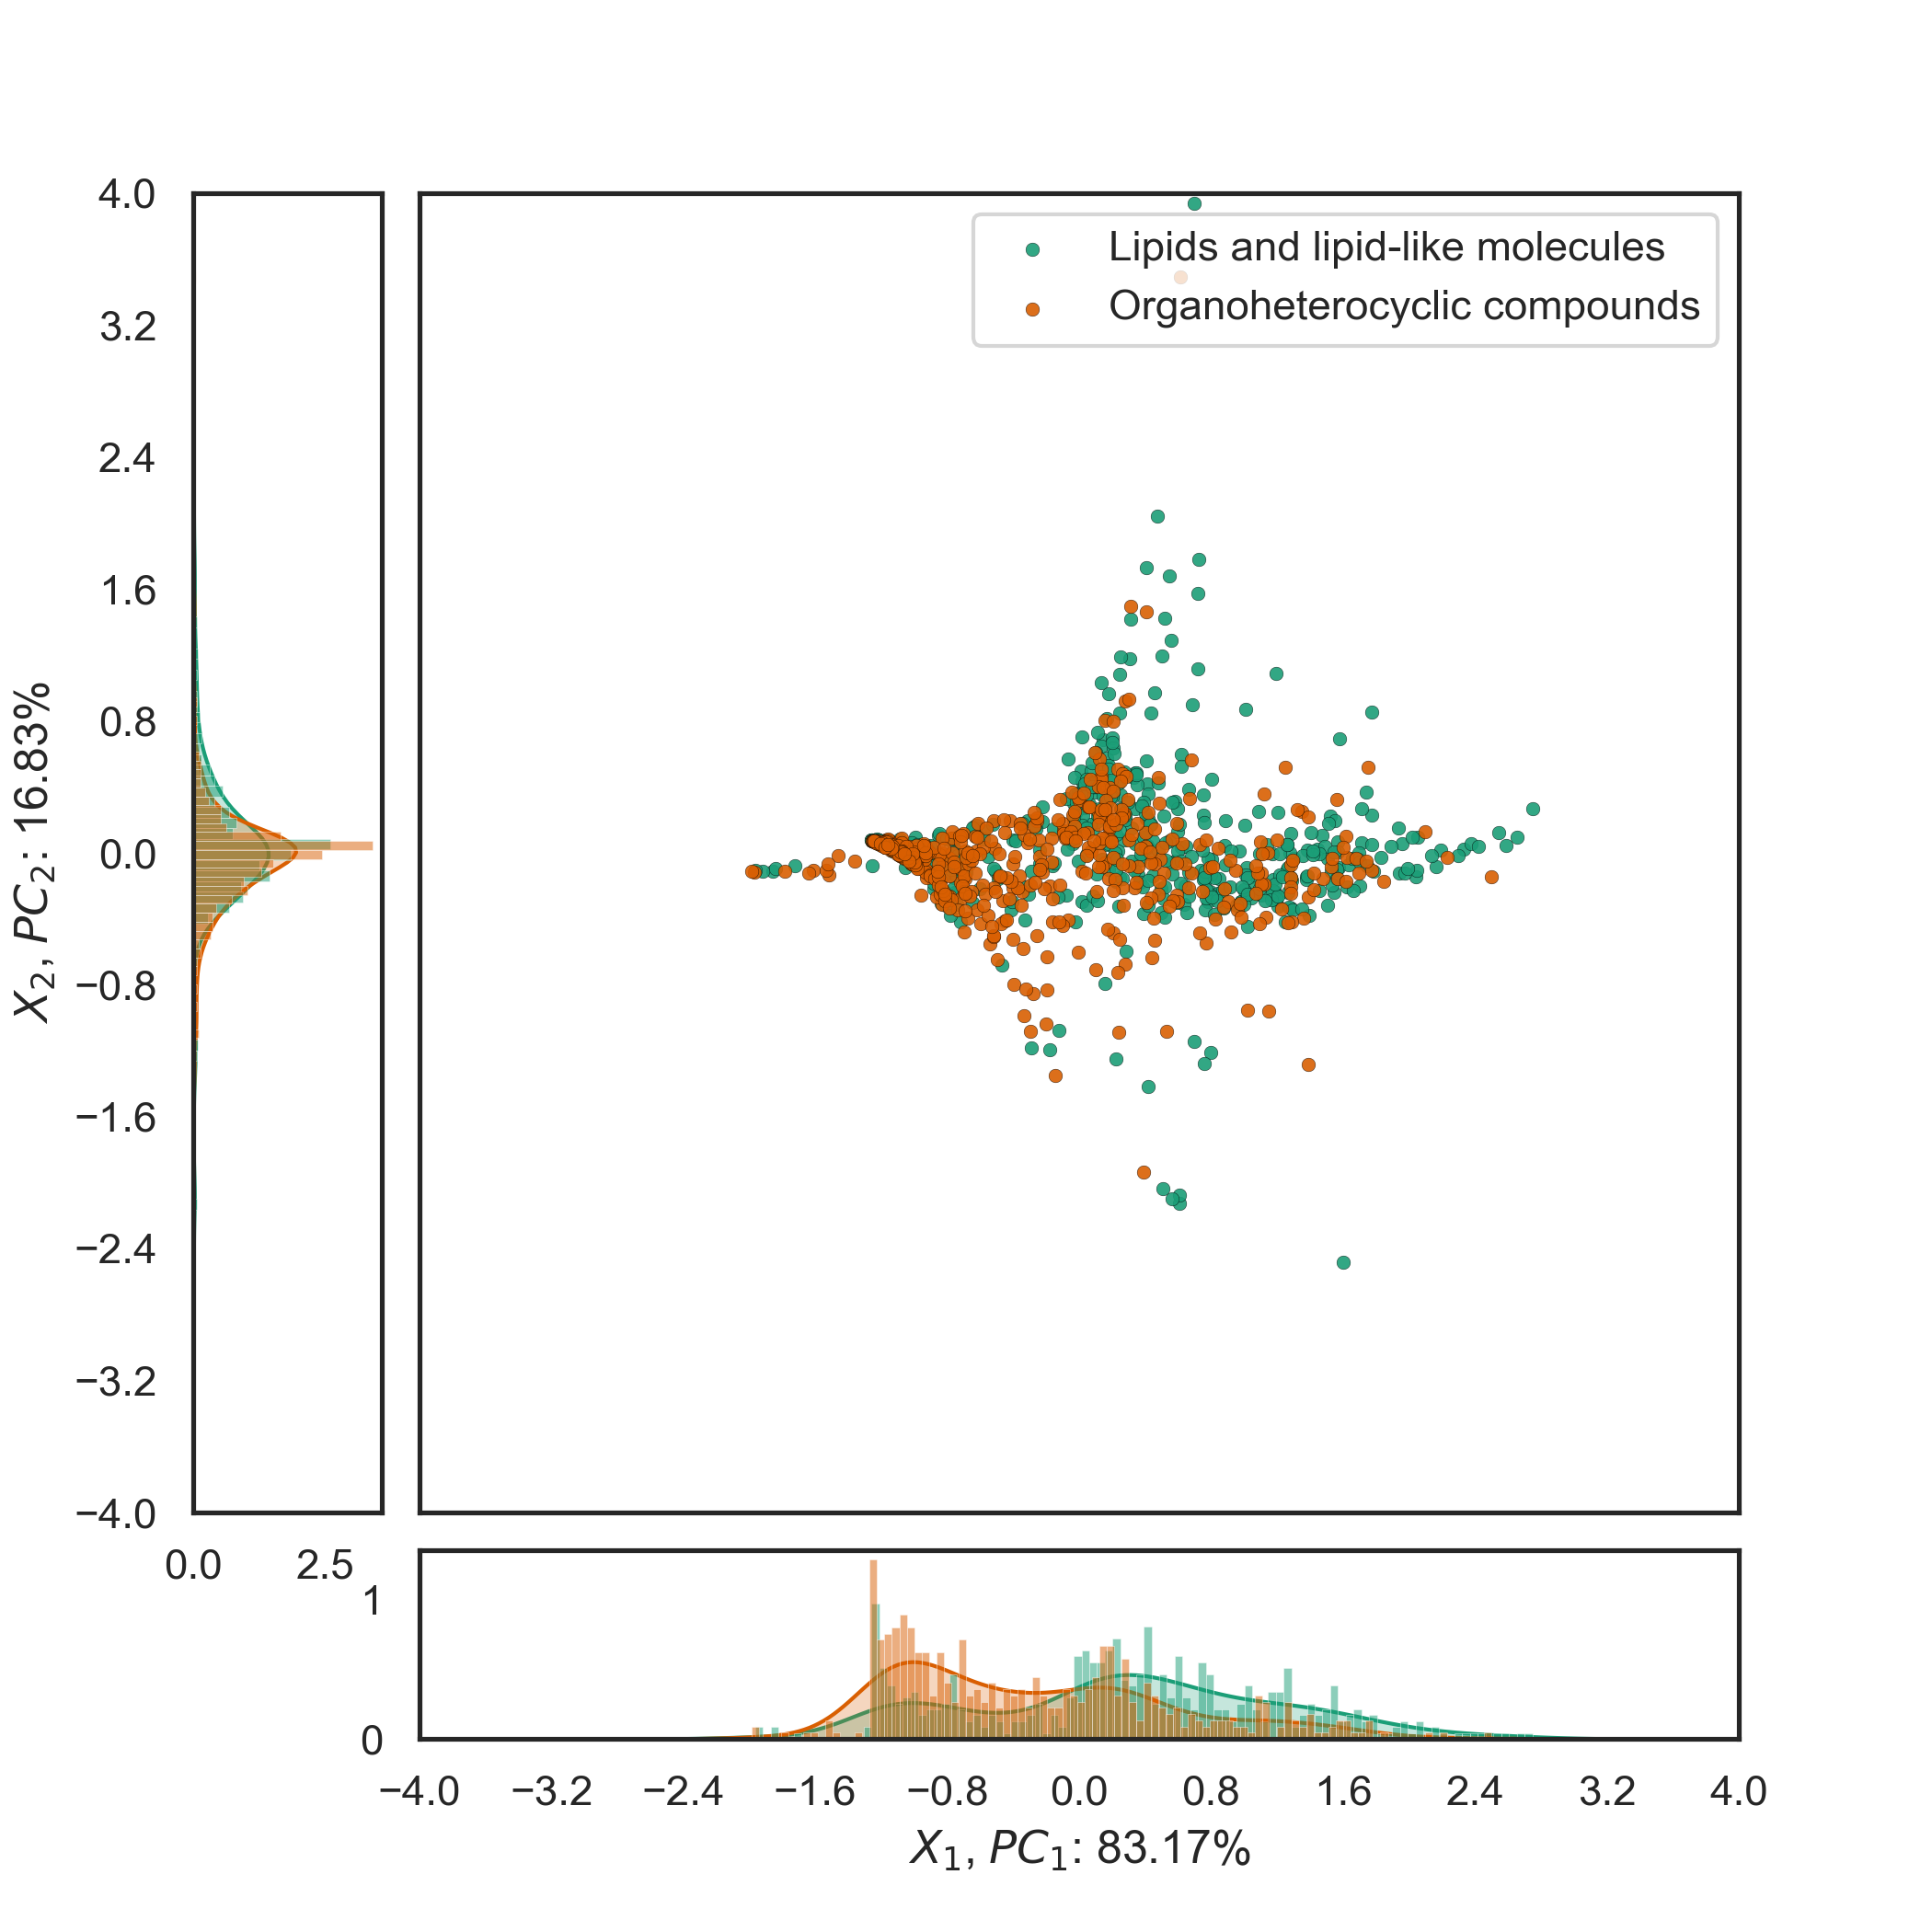 4.0
3.2
2.4
1.6
0.8
0.0
−0.8
−1.6
−2.4
−3.2
−4.0
X2, PC2: 16.83%
Lipids and lipid-like molecules
Organoheterocyclic compounds
0.0 2.5
1
0
−4.0 −3.2 −2.4 −1.6 −0.8 0.0 0.8 1.6 2.4 3.2 4.0
X1, PC1: 83.17%